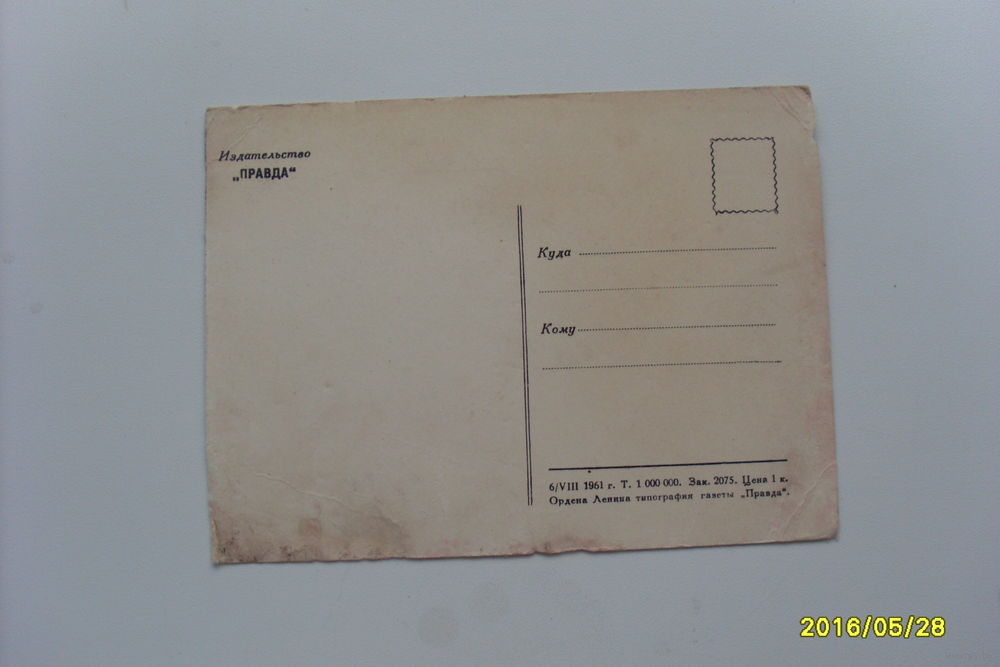 Издательство
„ПРАВДА“
Куда
Кому
6/VIII 1961 г. Т. 1 000 000. Зак. 2075. Цена 1 к.
Ордена Ленина типография газеты „Правда“.
2016/05/28